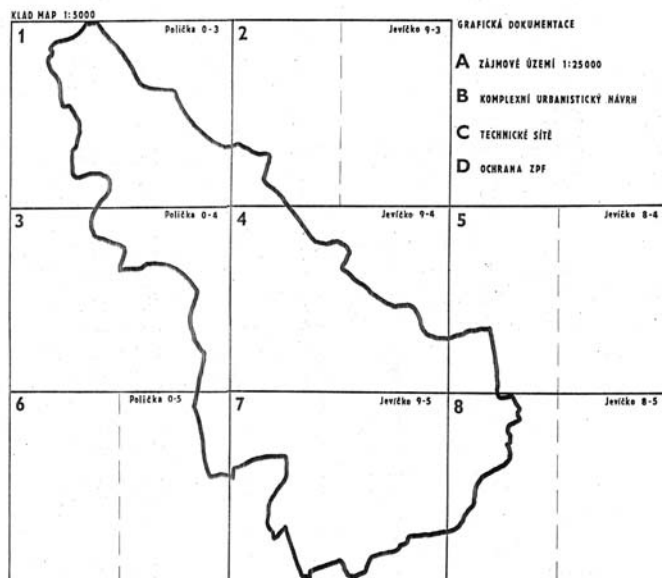 KLAD MAP 1:5000
1 Polička 0-3
2 Jevíčko 9-3
GRAFICKÁ DOKUMENTACE
A ZÁJMOVÉ ÚZEMÍ 1:25000
B KOMPLEXNÍ URBANISTICKÝ NÁVRH
C TECHNICKÉ SÍTĚ
D OCHRANA ZPF
3 Polička 0-4
4 Jevíčko 9-4
5 Jevíčko 8-4
6 Polička 0-5
7 Jevíčko 9-5
8 Jevíčko 8-5